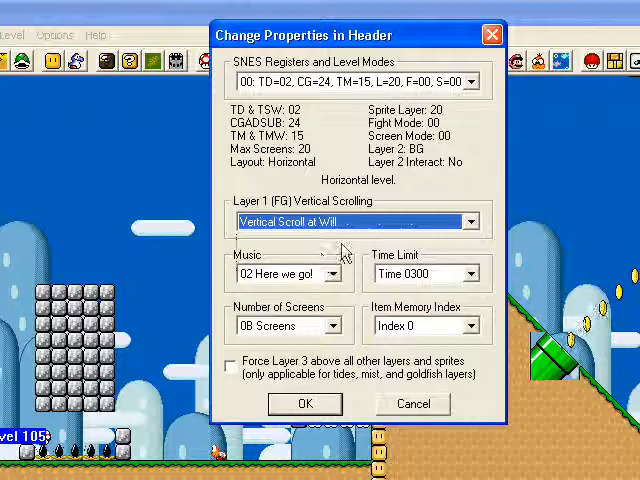 Level Options Help
Change Properties in Header
SNES Registers and Level Modes
00: TD=02, CG=24, TM=15, L=20, F=00, S=00
TD & TSW: 02
Sprite Layer: 20
CGADSUB: 24
Fight Mode: 00
TM & TMW: 15
Screen Mode: 00
Max Screens: 20
Layer 2: BG
Layout: Horizontal
Layer 2 Interact: No
Horizontal level.
Layer 1 (FG) Vertical Scrolling
Vertical Scroll at Will
Music
Time Limit
02 Here we go!
Time 0300
Number of Screens
Item Memory Index
0B Screens
Index 0
Force Layer 3 above all other layers and sprites
(only applicable for tides, mist, and goldfish layers)
OK
Cancel
vel 105